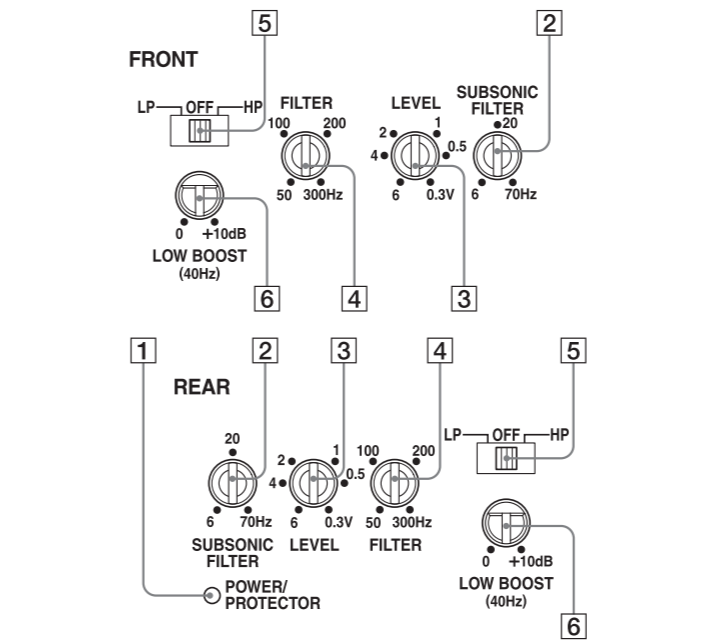 5
2
FRONT
LP OFF HP
FILTER
100 200
50 300Hz
LEVEL
2 1
4 0.5
6 0.3V
SUBSONIC
FILTER
20
6 70Hz
0 +10dB
LOW BOOST
(40Hz)
6
4
3
1
2
3
4
5
REAR
20
6 70Hz
SUBSONIC
FILTER
2 1
4 0.5
6 0.3V
LEVEL
100 200
50 300Hz
FILTER
LP OFF HP
0 +10dB
LOW BOOST
(40Hz)
POWER/
PROTECTOR
6